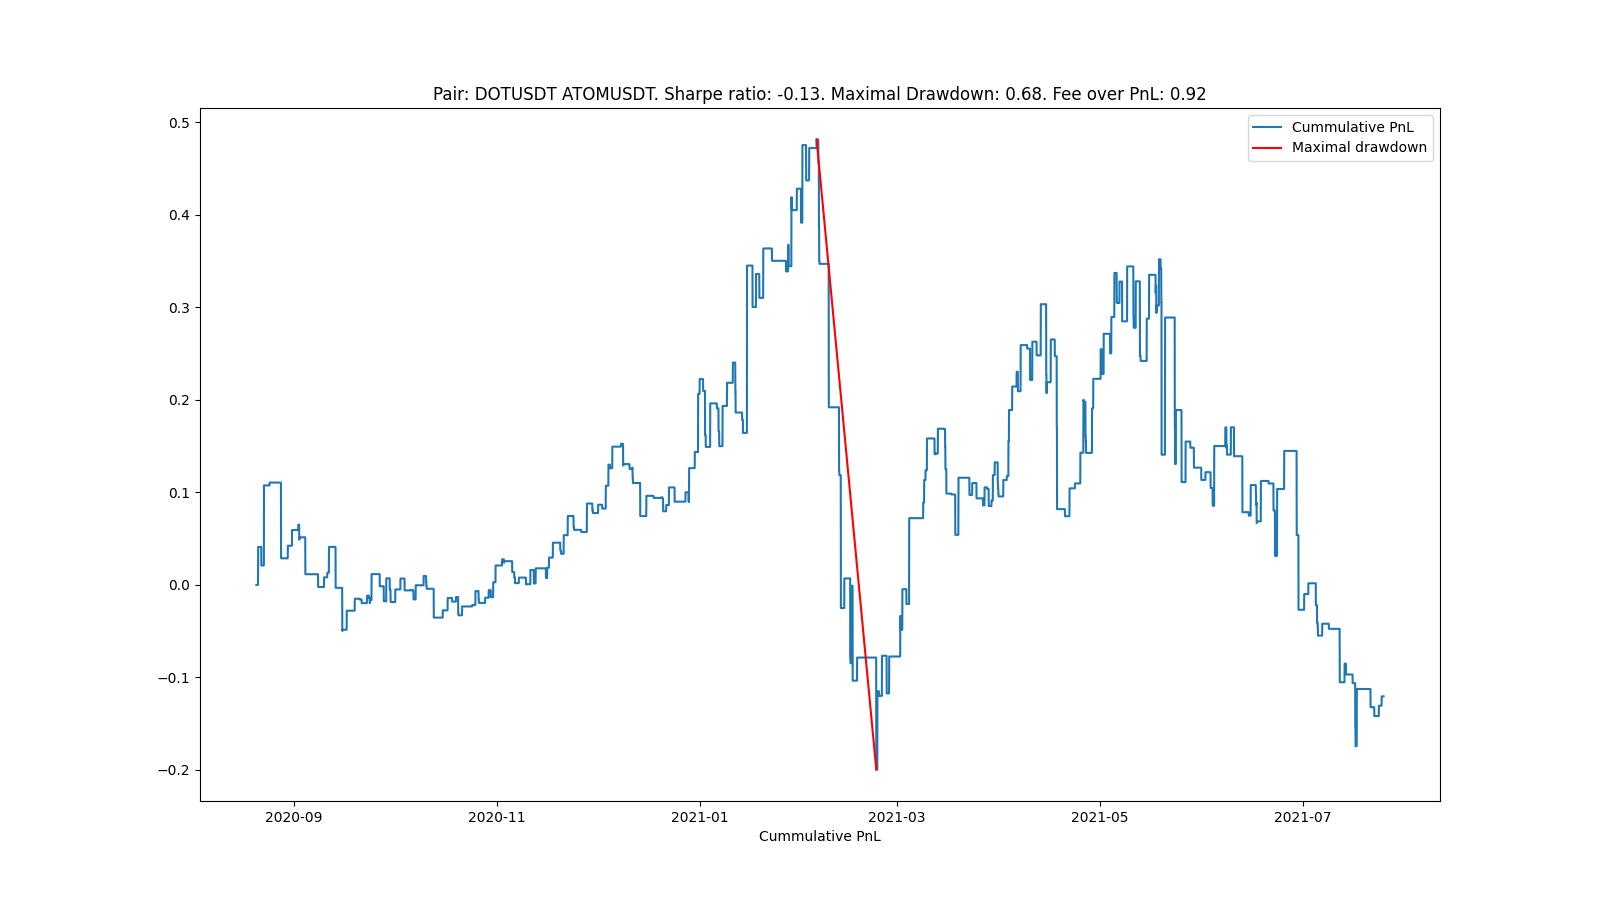 Pair: DOTUSDT ATOMUSDT. Sharpe ratio: -0.13. Maximal Drawdown: 0.68. Fee over PnL: 0.92
Cummulative PnL
Maximal drawdown
0.5
0.4
0.3
0.2
0.1
0.0
−0.1
−0.2
2020-09 2020-11 2021-01 2021-03 2021-05 2021-07
Cummulative PnL